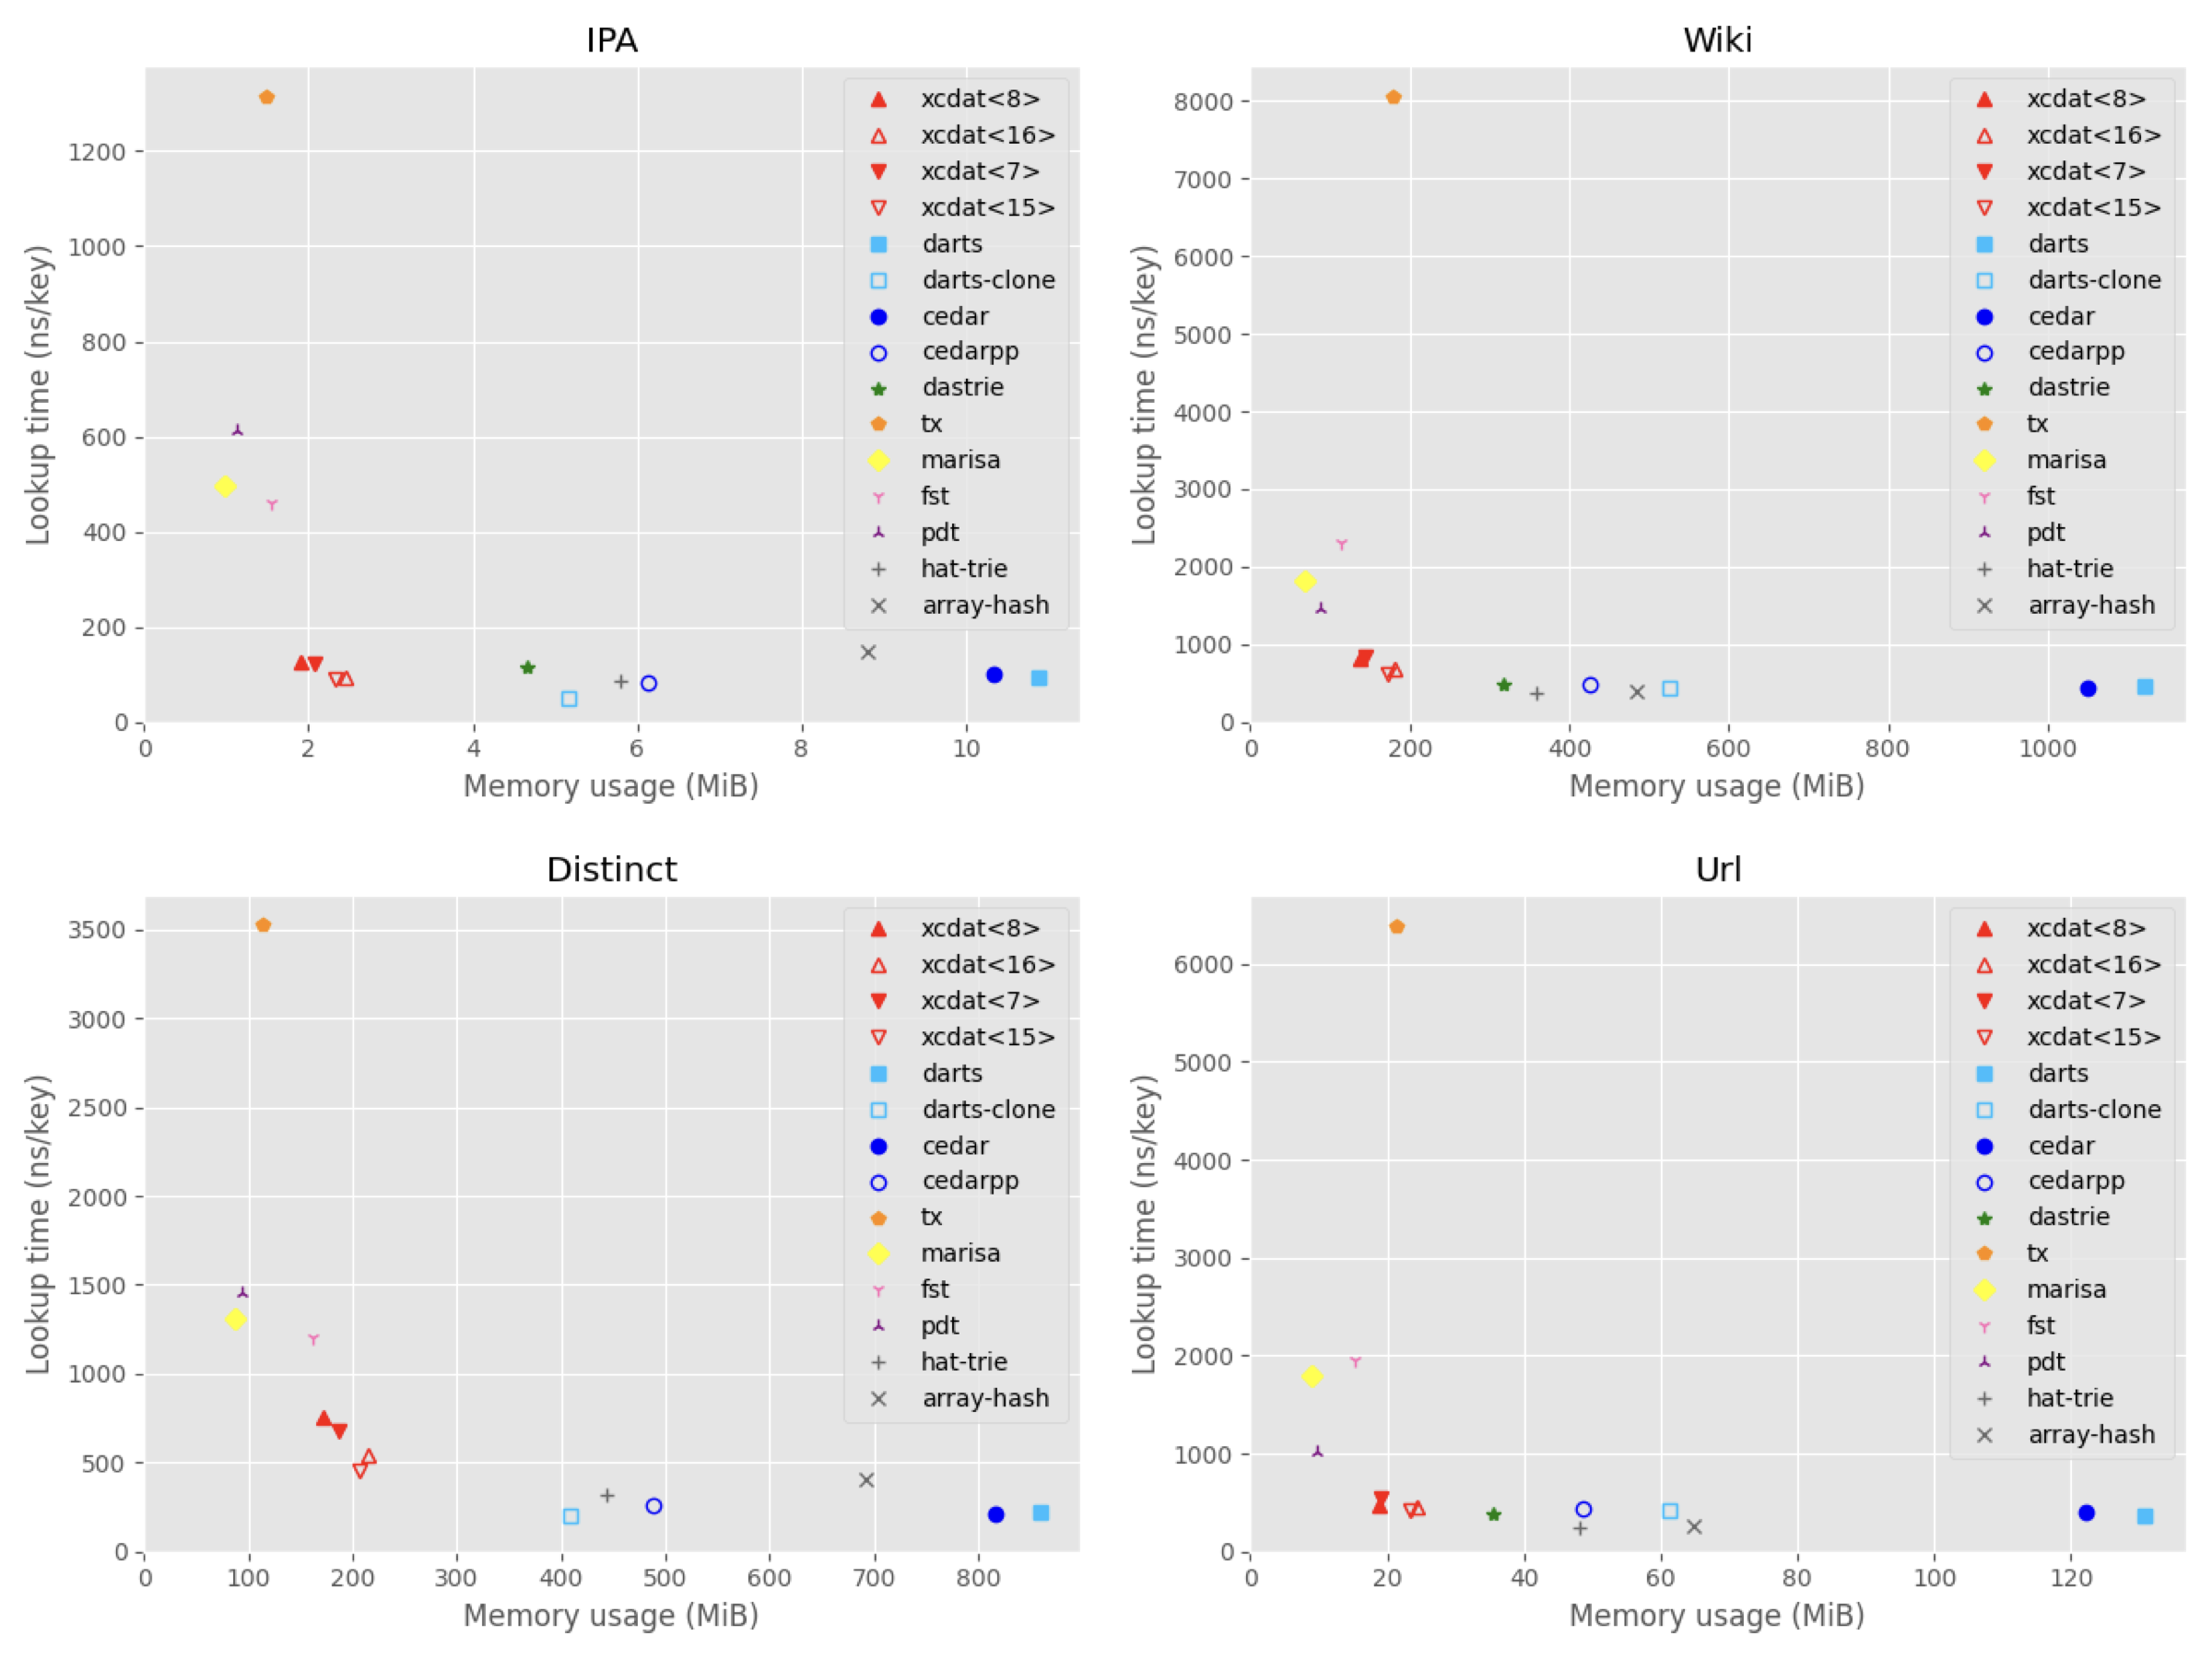 IPA
Lookup time (ns/key)
1200
1000
800
600
400
200
0
0 2 4 6 8 10
Memory usage (MiB)
xcdat<8>
xcdat<16>
xcdat<7>
xcdat<15>
darts
darts-clone
cedar
cedarpp
dastrie
tx
marisa
fst
pdt
hat-trie
array-hash
Wiki
Lookup time (ns/key)
8000
7000
6000
5000
4000
3000
2000
1000
0
0 200 400 600 800 1000
Memory usage (MiB)
xcdat<8>
xcdat<16>
xcdat<7>
xcdat<15>
darts
darts-clone
cedar
cedarpp
dastrie
tx
marisa
fst
pdt
hat-trie
array-hash
Distinct
Lookup time (ns/key)
3500
3000
2500
2000
1500
1000
500
0
0 100 200 300 400 500 600 700 800
Memory usage (MiB)
xcdat<8>
xcdat<16>
xcdat<7>
xcdat<15>
darts
darts-clone
cedar
cedarpp
tx
marisa
fst
pdt
hat-trie
array-hash
Url
Lookup time (ns/key)
6000
5000
4000
3000
2000
1000
0
0 20 40 60 80 100 120
Memory usage (MiB)
xcdat<8>
xcdat<16>
xcdat<7>
xcdat<15>
darts
darts-clone
cedar
cedarpp
dastrie
tx
marisa
fst
pdt
hat-trie
array-hash